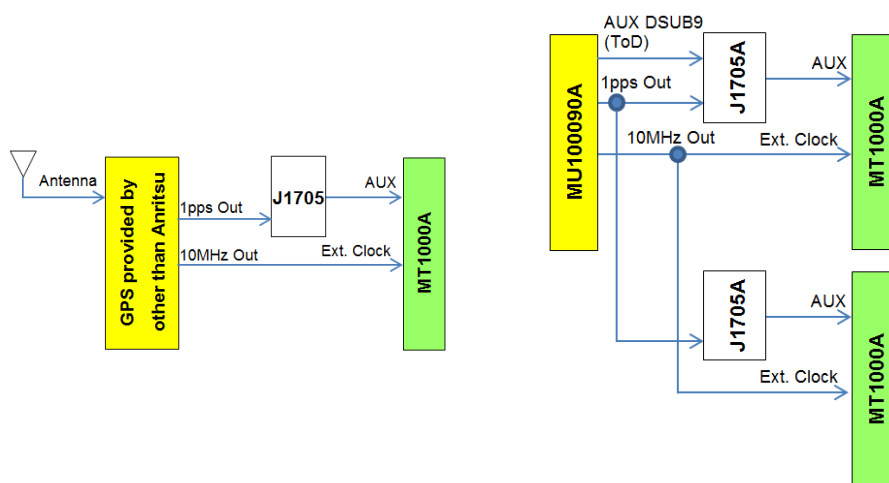 Antenna
GPS provided by
other than Anritsu
1pps Out
10MHz Out
J1705
AUX
Ext. Clock
MT1000A
MU100090A
AUX DSUB9
(ToD)
1pps Out
10MHz Out
J1705A
AUX
Ext. Clock
MT1000A
J1705A
AUX
Ext. Clock
MT1000A